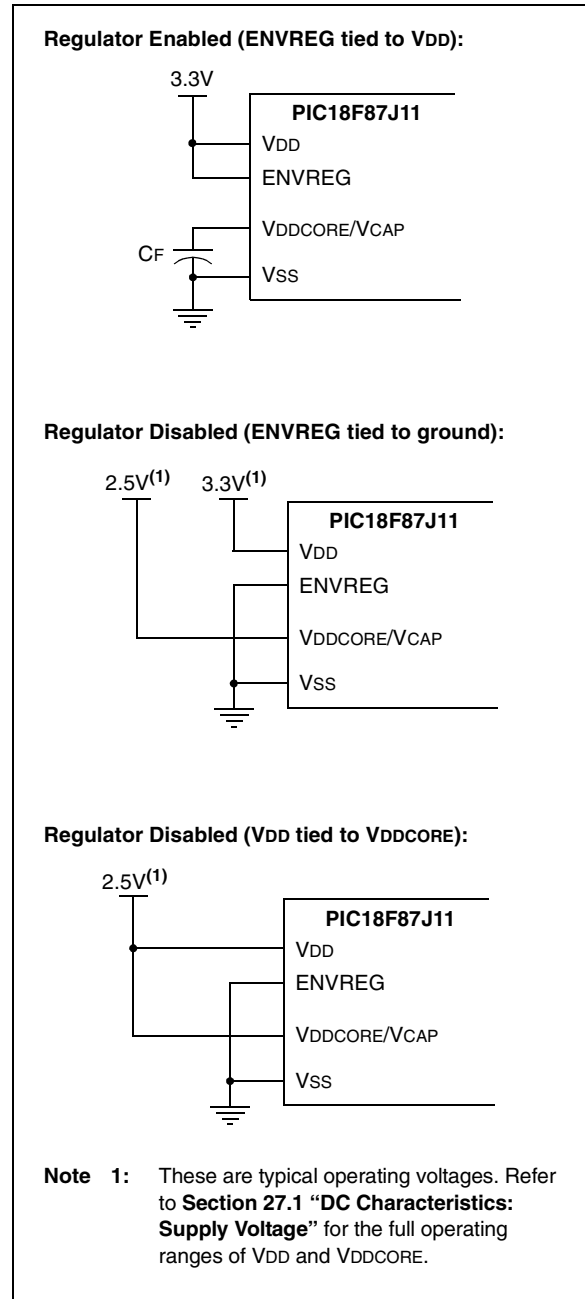 Regulator Enabled (ENVREG tied to VDD):
3.3V
PIC18F87J11
VDD
ENVREG
VDDCORE/VCAP
CF
VSS
Regulator Disabled (ENVREG tied to ground):
2.5V(1)
3.3V(1)
PIC18F87J11
VDD
ENVREG
VDDCORE/VCAP
VSS
Regulator Disabled (VDD tied to VDDCORE):
2.5V(1)
PIC18F87J11
VDD
ENVREG
VDDCORE/VCAP
VSS
Note 1: These are typical operating voltages. Refer
to Section 27.1 “DC Characteristics:
Supply Voltage” for the full operating
ranges of VDD and VDDCORE.